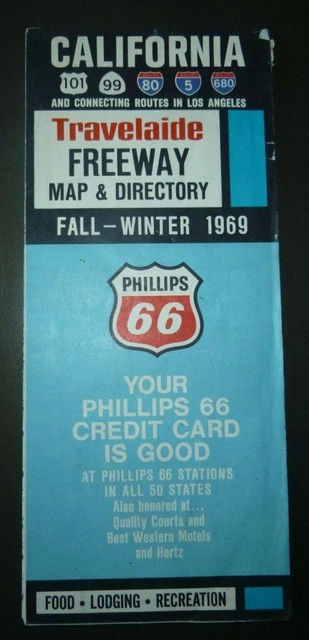 CALIFORNIA
101 99 80 5 680
AND CONNECTING ROUTES IN LOS ANGELES
Travelaide
FREEWAY
MAP & DIRECTORY
FALL-WINTER 1969
PHILLIPS
66
YOUR
PHILLIPS 66
CREDIT CARD
IS GOOD
AT PHILLIPS 66 STATIONS
IN ALL 50 STATES
Also honored at...
Quality Courts and
Best Western Motels
and Hertz
FOOD • LODGING • RECREATION